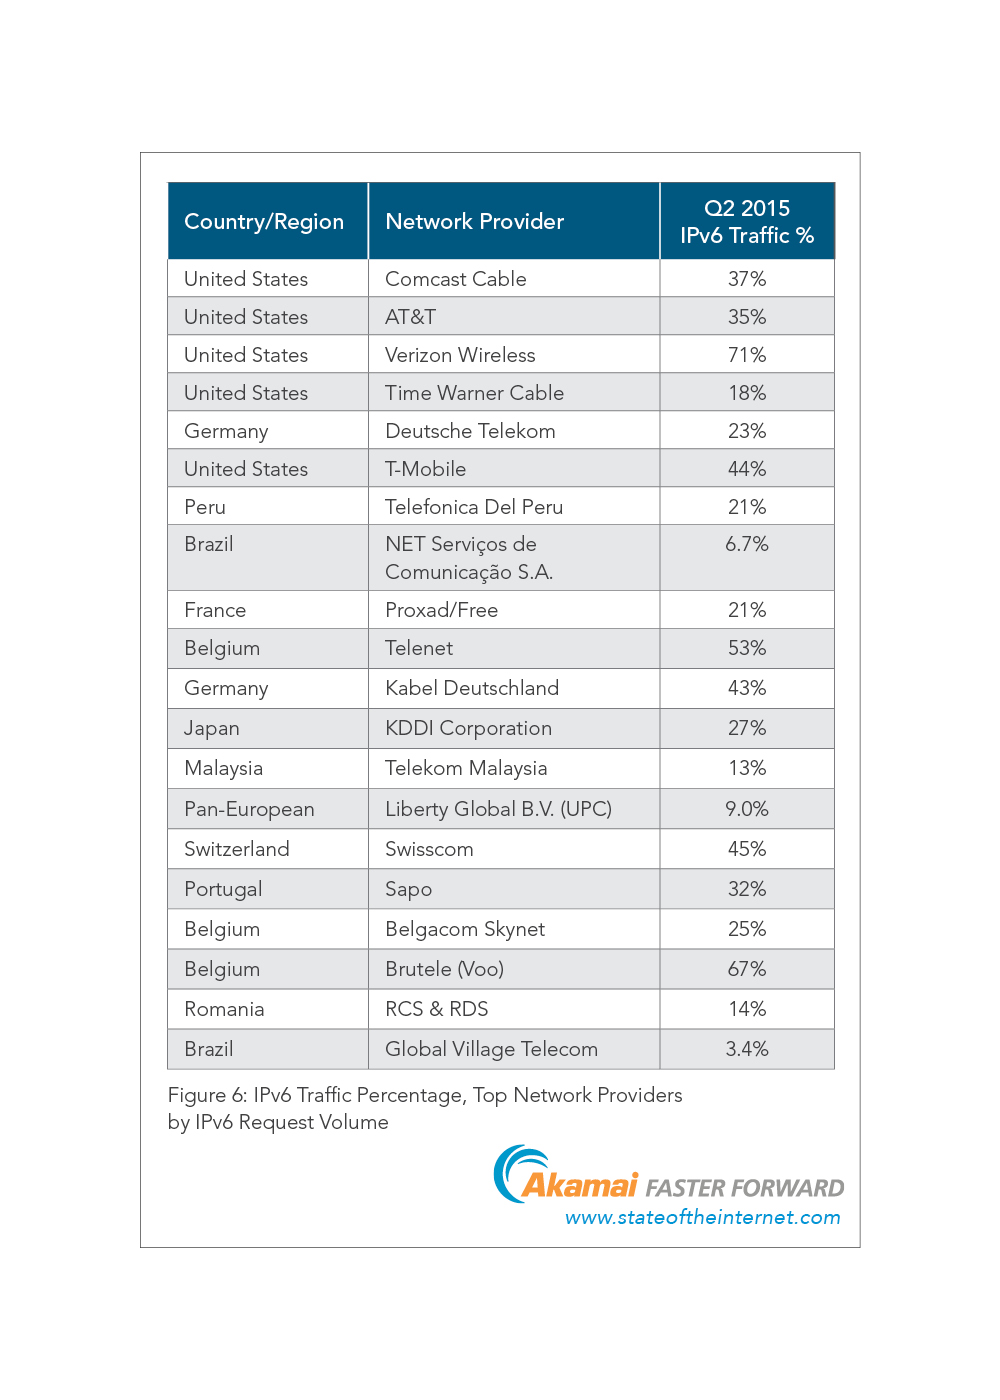 Country/Region Network Provider Q2 2015
IPv6 Traffic %
United States Comcast Cable 37%
United States AT&T 35%
United States Verizon Wireless 71%
United States Time Warner Cable 18%
Germany Deutsche Telekom 23%
United States T-Mobile 44%
Peru Telefonica Del Peru 21%
Brazil NET Serviços de 6.7%
Comunicação S.A.
France Proxad/Free 21%
Belgium Telenet 53%
Germany Kabel Deutschland 43%
Japan KDDI Corporation 27%
Malaysia Telekom Malaysia 13%
Pan-European Liberty Global B.V. (UPC) 9.0%
Switzerland Swisscom 45%
Portugal Sapo 32%
Belgium Belgacom Skynet 25%
Belgium Brutele (Voo) 67%
Romania RCS & RDS 14%
Brazil Global Village Telecom 3.4%
Figure 6: IPv6 Traffic Percentage, Top Network Providers
by IPv6 Request Volume
Akamai FASTER FORWARD
www.stateoftheinternet.com